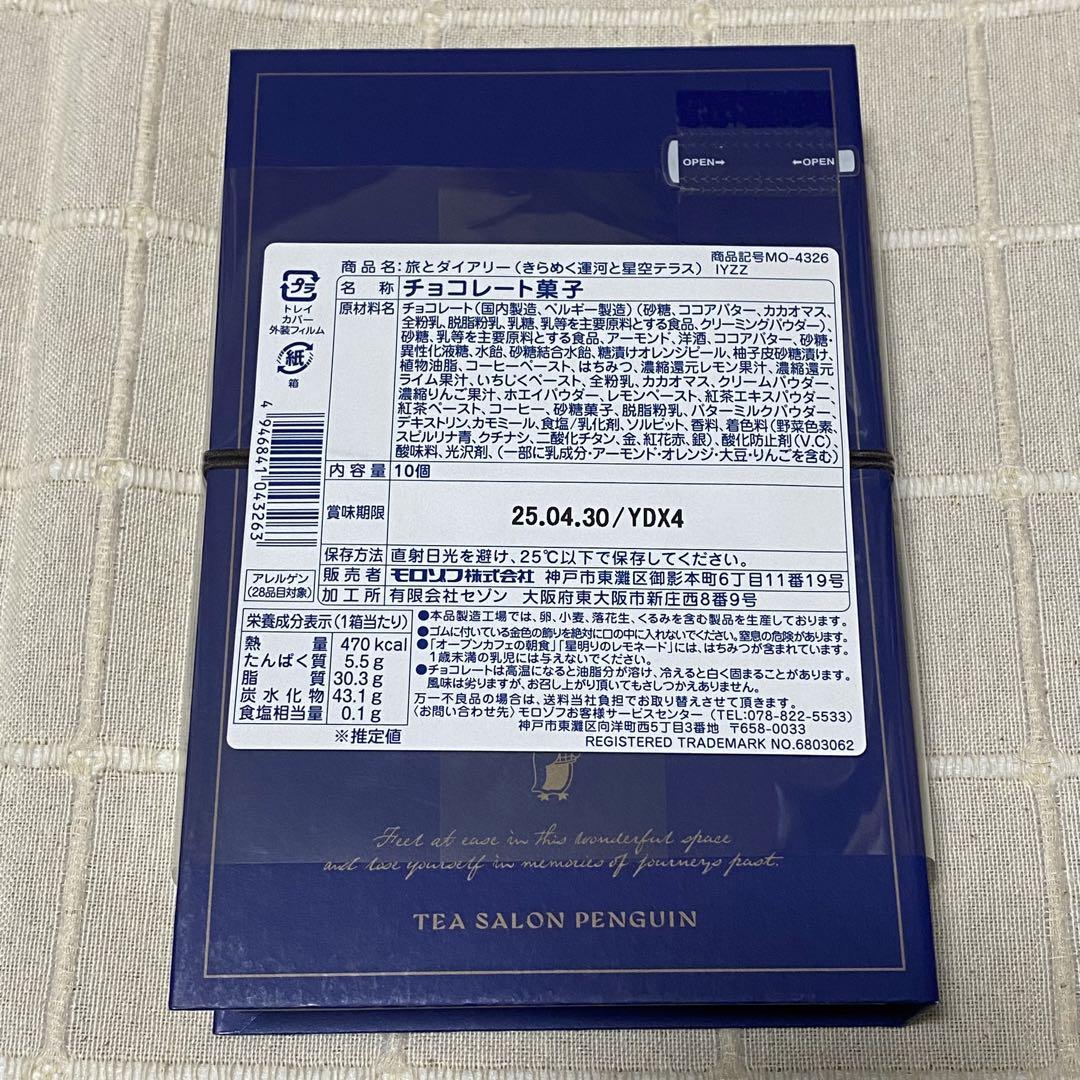 OPEN→ ←OPEN
商品記号MO-4326
商品名:旅とダイアリー(きらめく運河と星空テラス) IYZZ
プラ
トレイ
カバー
外装フィルム
紙
箱
名称 チョコレート菓子
原材料名 チョコレート(国内製造、ベルギー製造)(砂糖、ココアバター、カカオマス、
全粉乳、脱脂粉乳、乳糖、乳等を主要原料とする食品、クリーミングパウダー)、
砂糖、乳等を主要原料とする食品、アーモンド、洋酒、ココアバター、砂糖・
異性化液糖、水飴、砂糖結合水飴、糖漬けオレンジピール、柚子皮砂糖漬け、
植物油脂、コーヒーペースト、はちみつ、濃縮還元レモン果汁、濃縮還元
ライム果汁、いちじくペースト、全粉乳、カカオマス、クリームパウダー、
濃縮りんご果汁、ホエイパウダー、レモンペースト、紅茶エキスパウダー、
紅茶ペースト、コーヒー、砂糖菓子、脱脂粉乳、バターミルクパウダー、
デキストリン、カモミール、食塩/乳化剤、ソルビット、香料、着色料(野菜色素、
スピルリナ青、クチナシ、二酸化チタン、金、紅花赤、銀)、酸化防止剤(V.C)、
酸味料、光沢剤、(一部に乳成分・アーモンド・オレンジ・大豆・りんごを含む)
内容量 10個
賞味期限 25.04.30/YDX4
保存方法 直射日光を避け、25℃以下で保存してください。
販売者 モロゾフ株式会社 神戸市東灘区御影本町6丁目11番19号
加工所 有限会社セゾン 大阪府東大阪市新庄西8番9号
4 946841 043263
アレルゲン
(28品目対象)
●本品製造工場では、卵、小麦、落花生、くるみを含む製品を生産しております。
●ゴムに付いている金色の飾りを絶対に口の中に入れないでください。窒息の危険があります。
●「オープンカフェの朝食」「星明りのレモネード」には、はちみつが含まれています。
1歳未満の乳児には与えないでください。
●チョコレートは高温になると油脂分が溶け、冷えると白く固まることがあります。
風味は劣りますが、お召し上がり頂いてもさしつかえありません。
万一不良品の場合は、送料当社負担でお取り替えさせて頂きます。
〈お問い合わせ先〉モロゾフお客様サービスセンター(TEL:078-822-5533)
神戸市東灘区向洋町西5丁目3番地 〒658-0033
REGISTERED TRADEMARK NO.6803062
栄養成分表示(1箱当たり)
熱量 470kcal
たんぱく質 5.5g
脂質 30.3g
炭水化物 43.1g
食塩相当量 0.1g
※推定値
Feel at ease in this wonderful space
and lose yourself in memories of journeys past.
TEA SALON PENGUIN